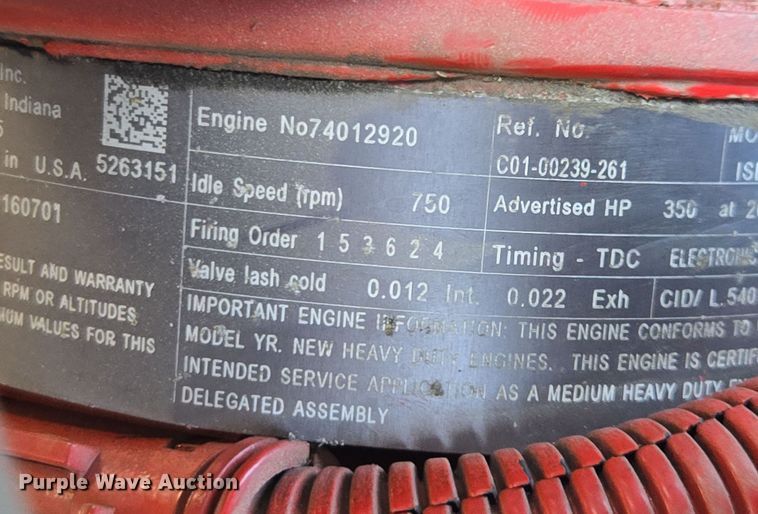 Inc.
Indiana
in U.S.A. 5263151
160701
ESULT AND WARRANTY
RPM OR ALTITUDES
MUM VALUES FOR THIS
Engine No74012920
Idle Speed (rpm) 750
Firing Order 1 5 3 6 2 4
Valve lash cold 0.012 Int. 0.022 Exh
Ref. No.
C01-00239-261
Advertised HP 350 at 2
Timing - TDC ELECTRONIC
CID/ L.540
MO
IS
IMPORTANT ENGINE INFORMATION: THIS ENGINE CONFORMS TO
MODEL YR. NEW HEAVY DUTY ENGINES. THIS ENGINE IS CERTIF
INTENDED SERVICE APPLICATION AS A MEDIUM HEAVY DUTY
DELEGATED ASSEMBLY
Purple Wave Auction®